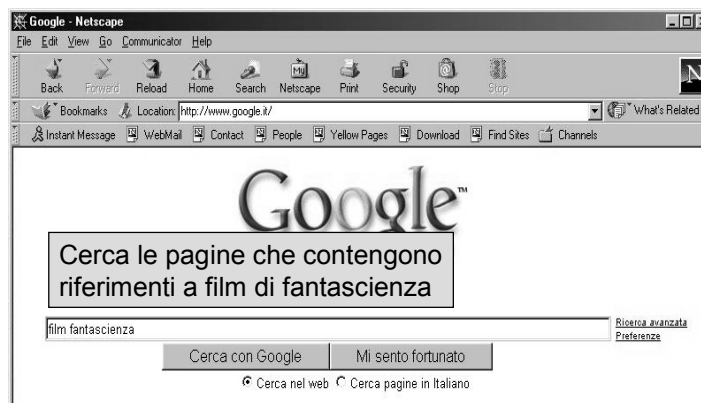 Google - Netscape
File Edit View Go Communicator Help
Back Forward Reload Home Search Netscape Print Security Shop Stop
N
Bookmarks Location: http://www.google.it/ What's Related
Instant Message WebMail Contact People Yellow Pages Download Find Sites Channels
Google™
Cerca le pagine che contengono
riferimenti a film di fantascienza
film fantascienza
Ricerca avanzata
Preferenze
Cerca con Google Mi sento fortunato
Cerca nel web Cerca pagine in Italiano